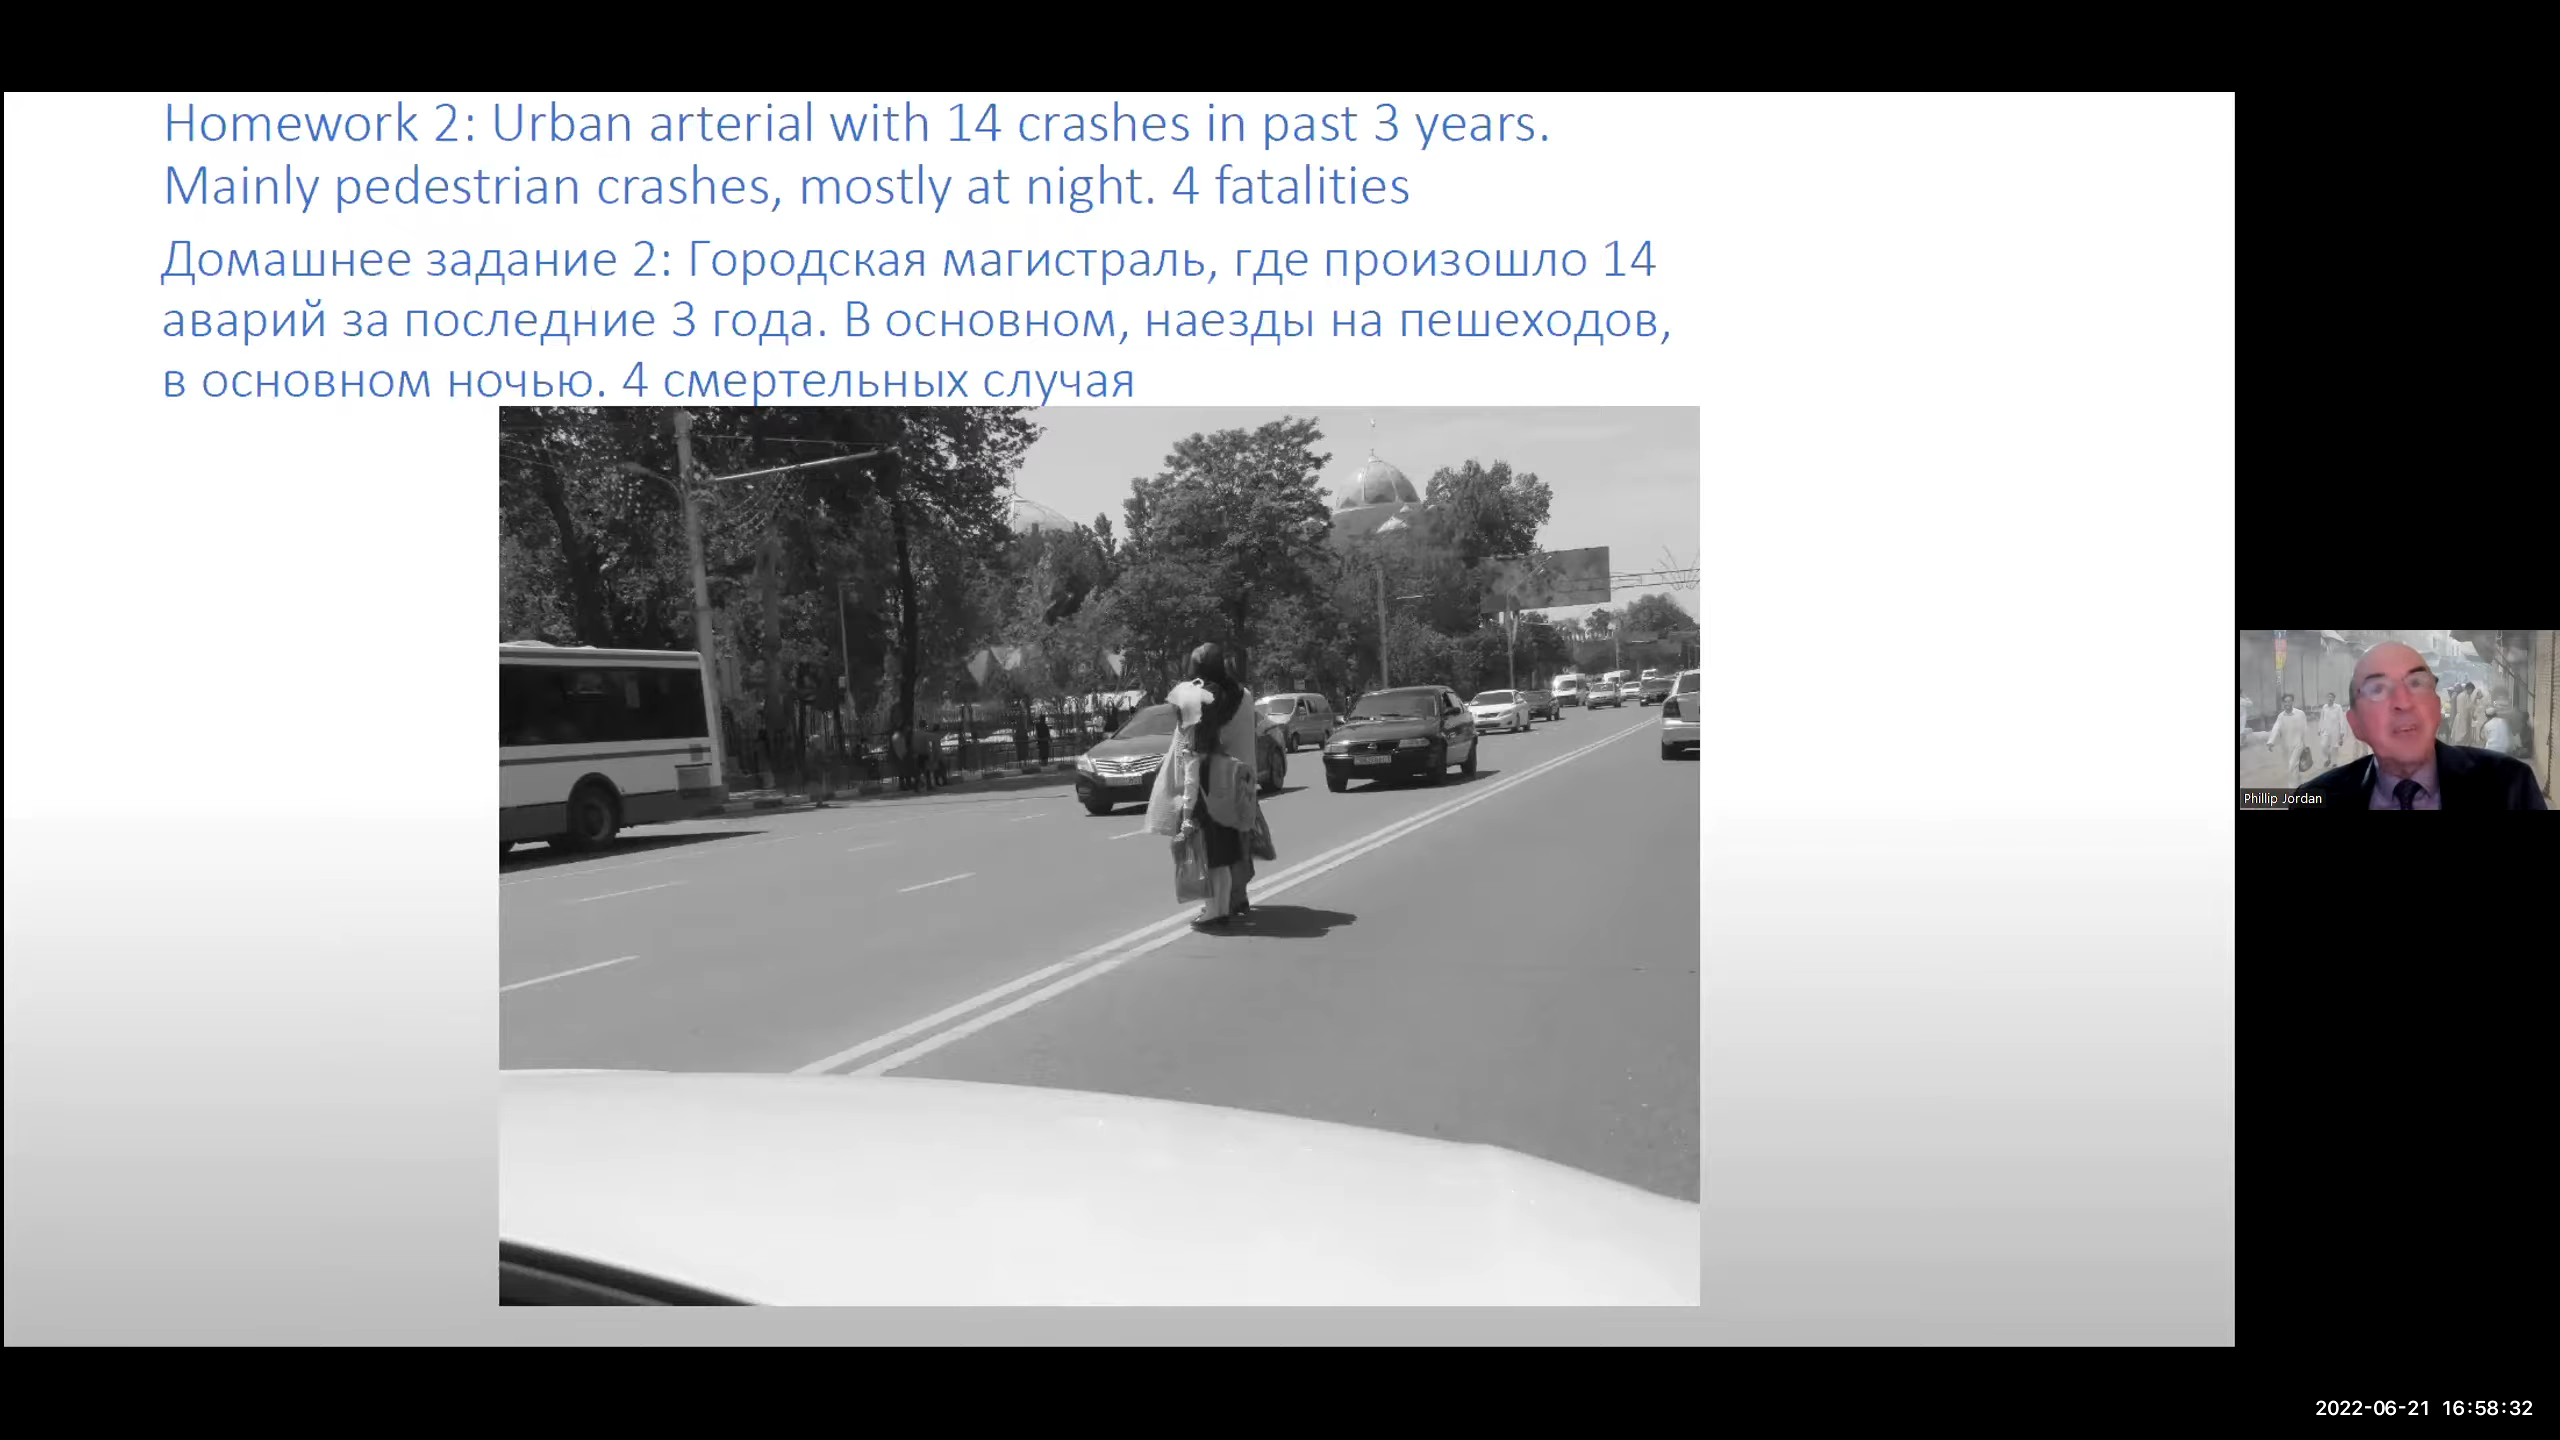 Homework 2: Urban arterial with 14 crashes in past 3 years.
Mainly pedestrian crashes, mostly at night. 4 fatalities
Домашнее задание 2: Городская магистраль, где произошло 14
аварий за последние 3 года. В основном, наезды на пешеходов,
в основном ночью. 4 смертельных случая
Phillip Jordan
2022-06-21 16:58:32